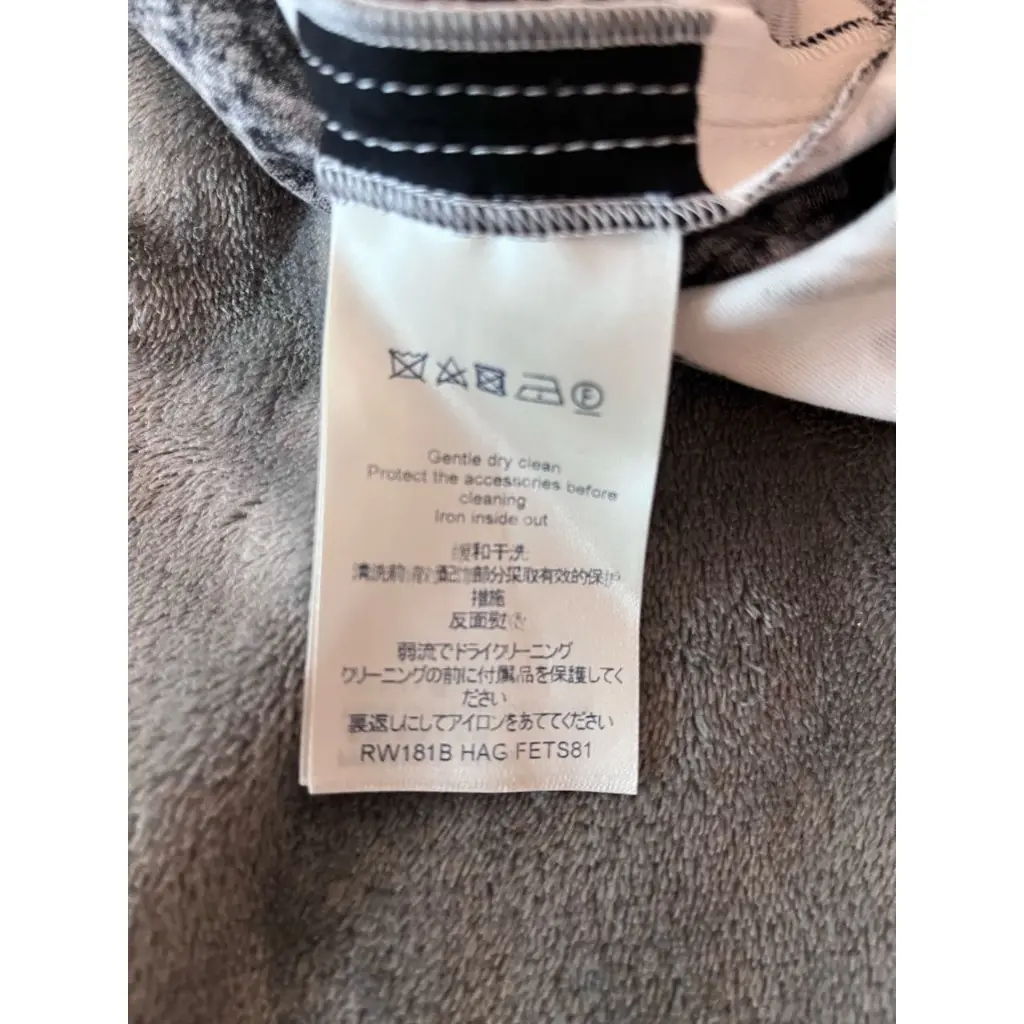 Gentle dry clean
Protect the accessories before
cleaning
Iron inside out
缓和干洗
清洗前 配 部分采取有效的保护
措施
反面熨
弱流でドライクリーニング
クリーニングの前に付属品を保護してく
ださい
裏返しにしてアイロンをあててください
RW181B HAG FETS81